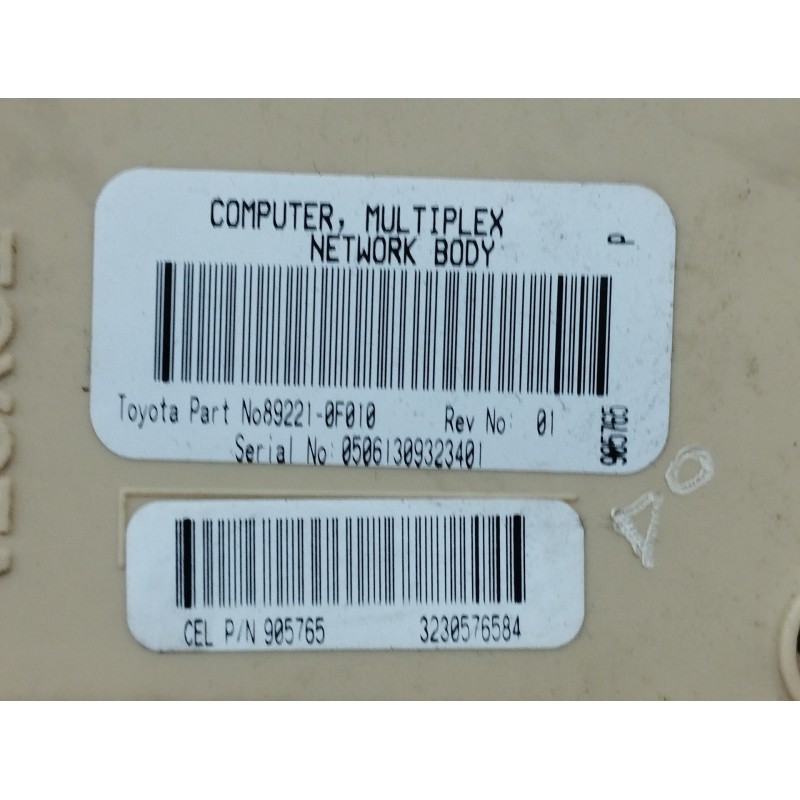 COMPUTER, MULTIPLEX
NETWORK BODY
P
Toyota Part No89221-0F010 Rev No: 01
Serial No: 05061309323401
905765
CEL P/N 905765 3230576584